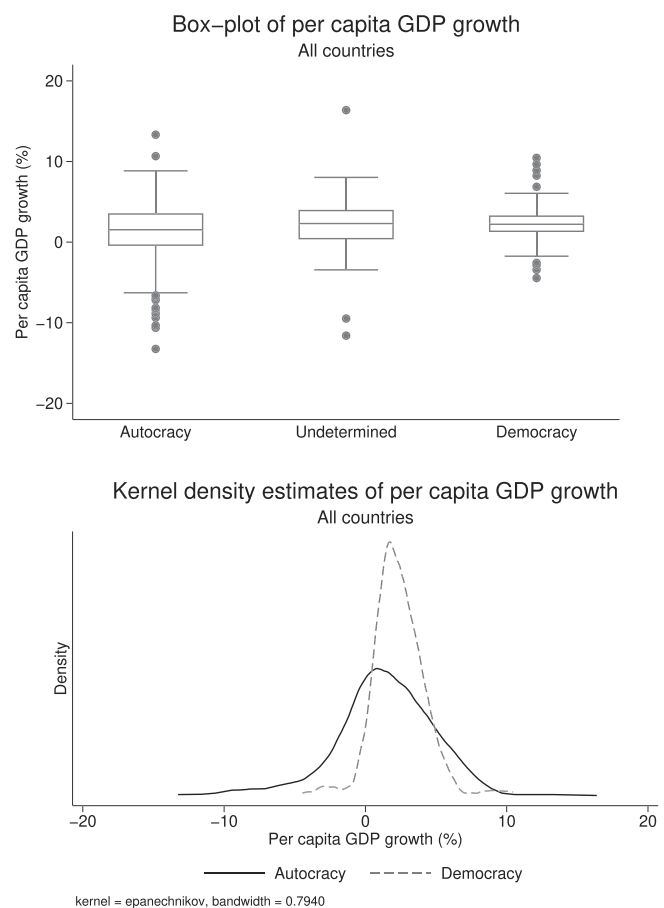 Box−plot of per capita GDP growth
All countries
Per capita GDP growth (%)
20
10
0
−10
−20
Autocracy Undetermined Democracy
Kernel density estimates of per capita GDP growth
All countries
Density
−20 −10 0 10 20
Per capita GDP growth (%)
Autocracy Democracy
kernel = epanechnikov, bandwidth = 0.7940